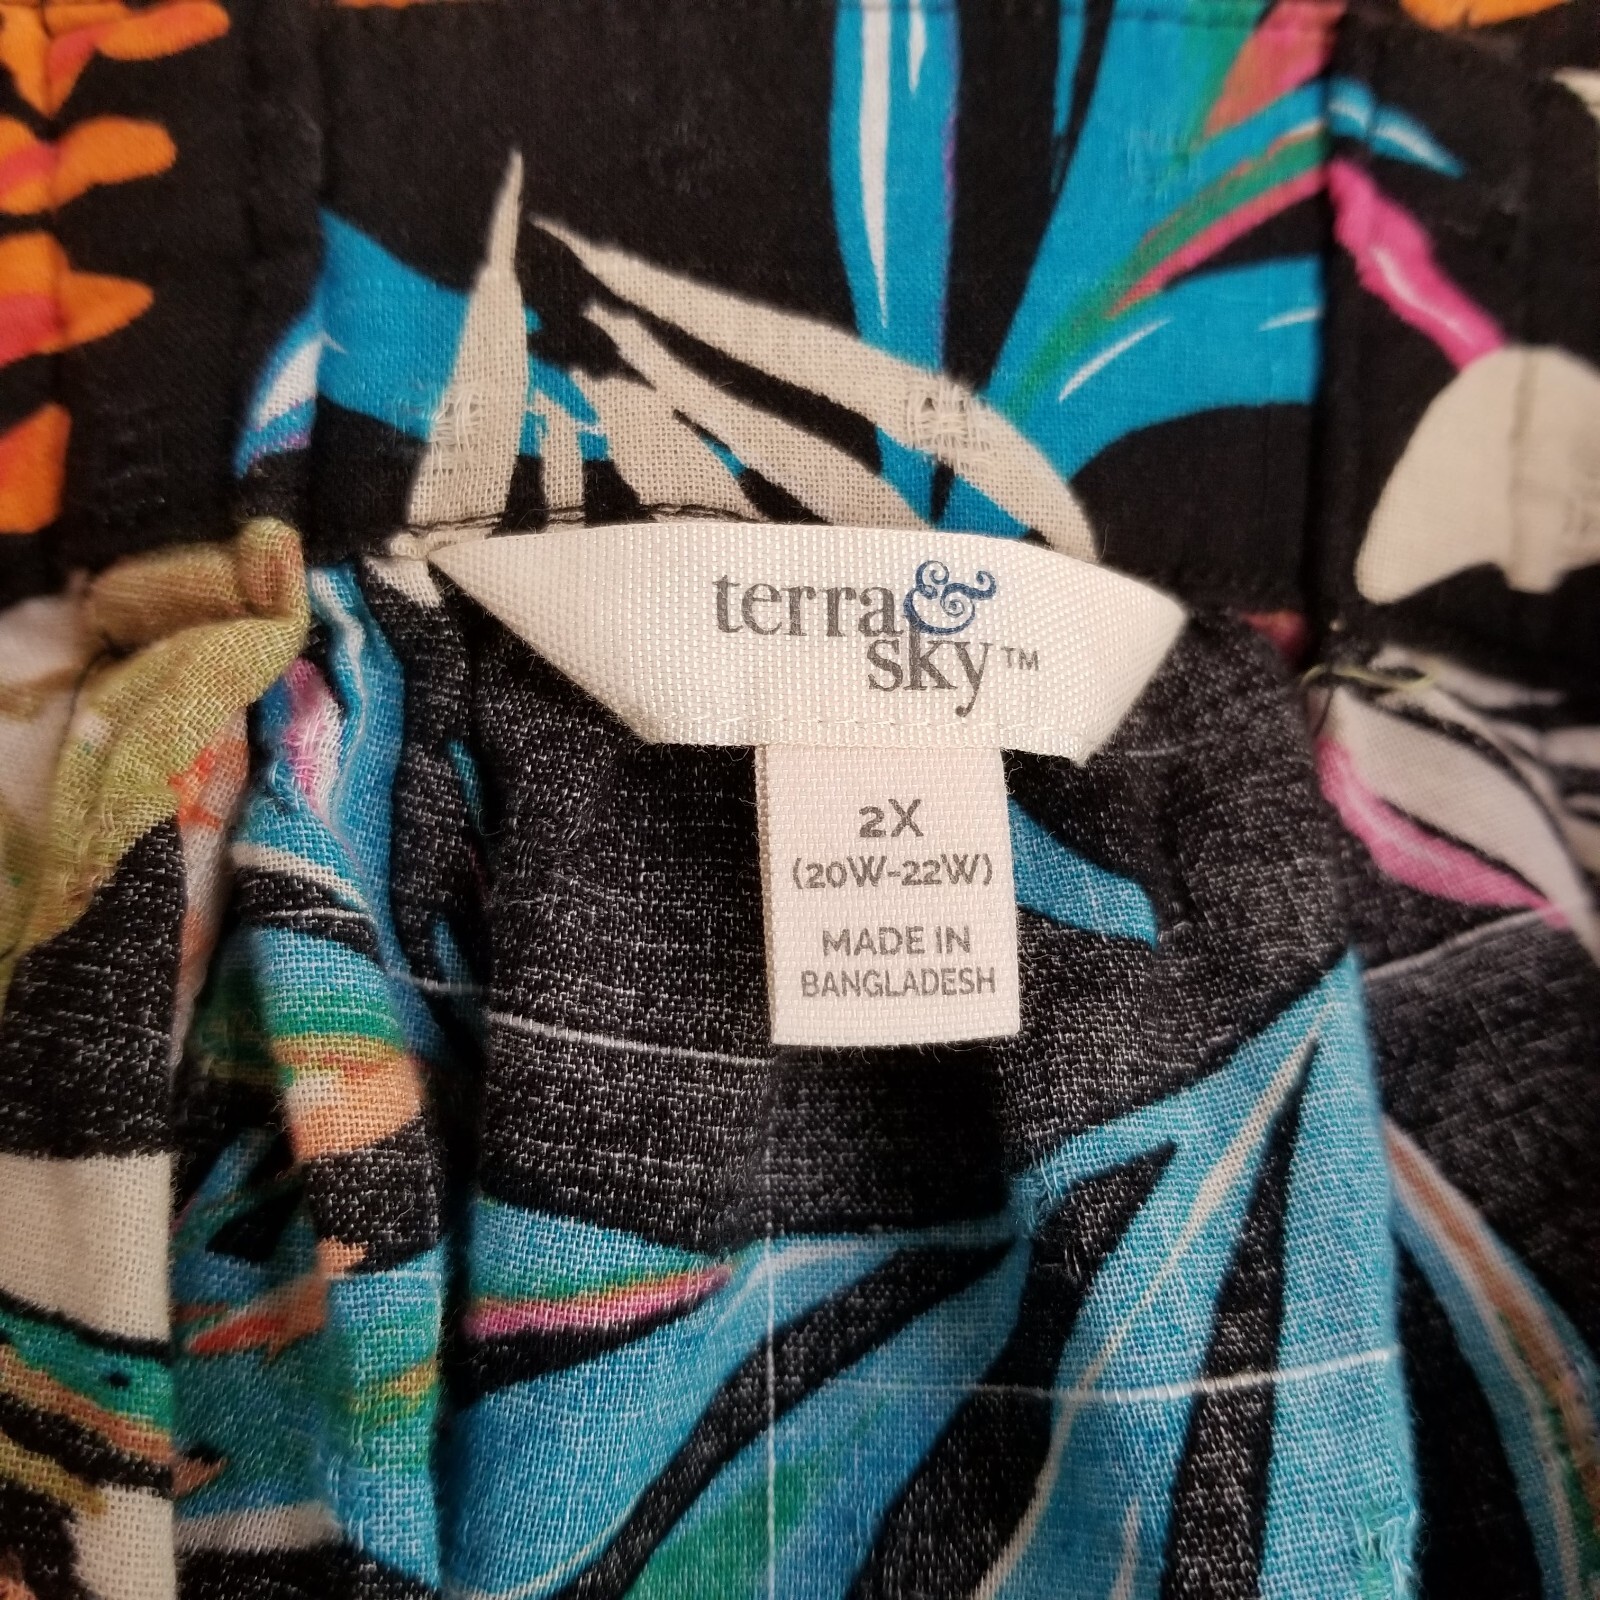 terra&
sky™
2X
(20W-22W)
MADE IN
BANGLADESH